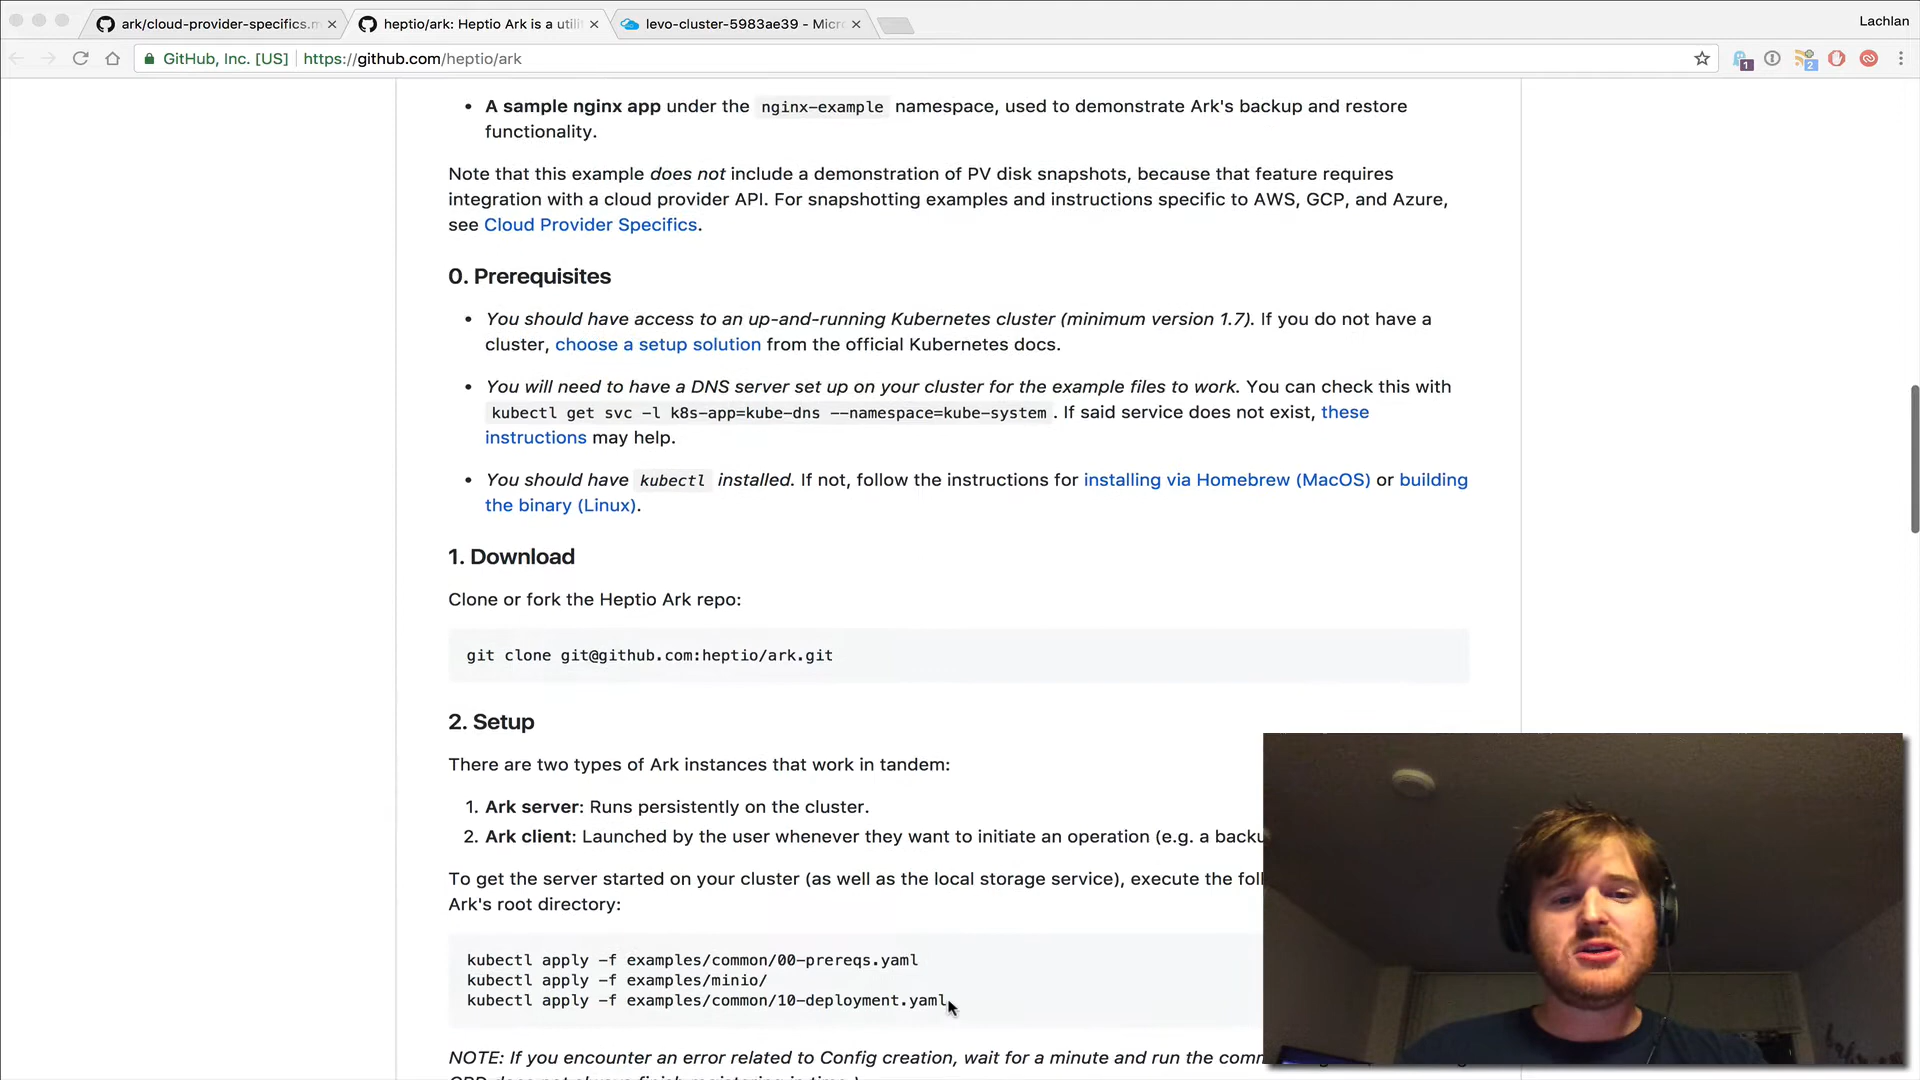 ark/cloud-provider-specifics.m
heptio/ark: Heptio Ark is a utili
levo-cluster-5983ae39 - Micro
Lachlan
GitHub, Inc. [US]
https://github.com/heptio/ark
1
2
• A sample nginx app under the nginx-example namespace, used to demonstrate Ark's backup and restore
functionality.
Note that this example does not include a demonstration of PV disk snapshots, because that feature requires
integration with a cloud provider API. For snapshotting examples and instructions specific to AWS, GCP, and Azure,
see Cloud Provider Specifics.
0. Prerequisites
• You should have access to an up-and-running Kubernetes cluster (minimum version 1.7). If you do not have a
cluster, choose a setup solution from the official Kubernetes docs.
• You will need to have a DNS server set up on your cluster for the example files to work. You can check this with
kubectl get svc -l k8s-app=kube-dns --namespace=kube-system. If said service does not exist, these
instructions may help.
• You should have kubectl installed. If not, follow the instructions for installing via Homebrew (MacOS) or building
the binary (Linux).
1. Download
Clone or fork the Heptio Ark repo:
git clone git@github.com:heptio/ark.git
2. Setup
There are two types of Ark instances that work in tandem:
1. Ark server: Runs persistently on the cluster.
2. Ark client: Launched by the user whenever they want to initiate an operation (e.g. a backu
To get the server started on your cluster (as well as the local storage service), execute the fol
Ark's root directory:
kubectl apply -f examples/common/00-prereqs.yaml
kubectl apply -f examples/minio/
kubectl apply -f examples/common/10-deployment.yaml
NOTE: If you encounter an error related to Config creation, wait for a minute and run the comm